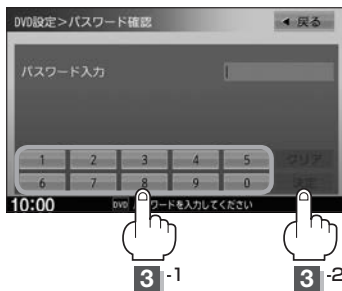 DVD設定＞パスワード確認 ◀ 戻る
パスワード入力
1 2 3 4 5 クリア
6 7 8 9 0 決定
10:00 DVD パスワードを入力してください
3 -1 3 -2